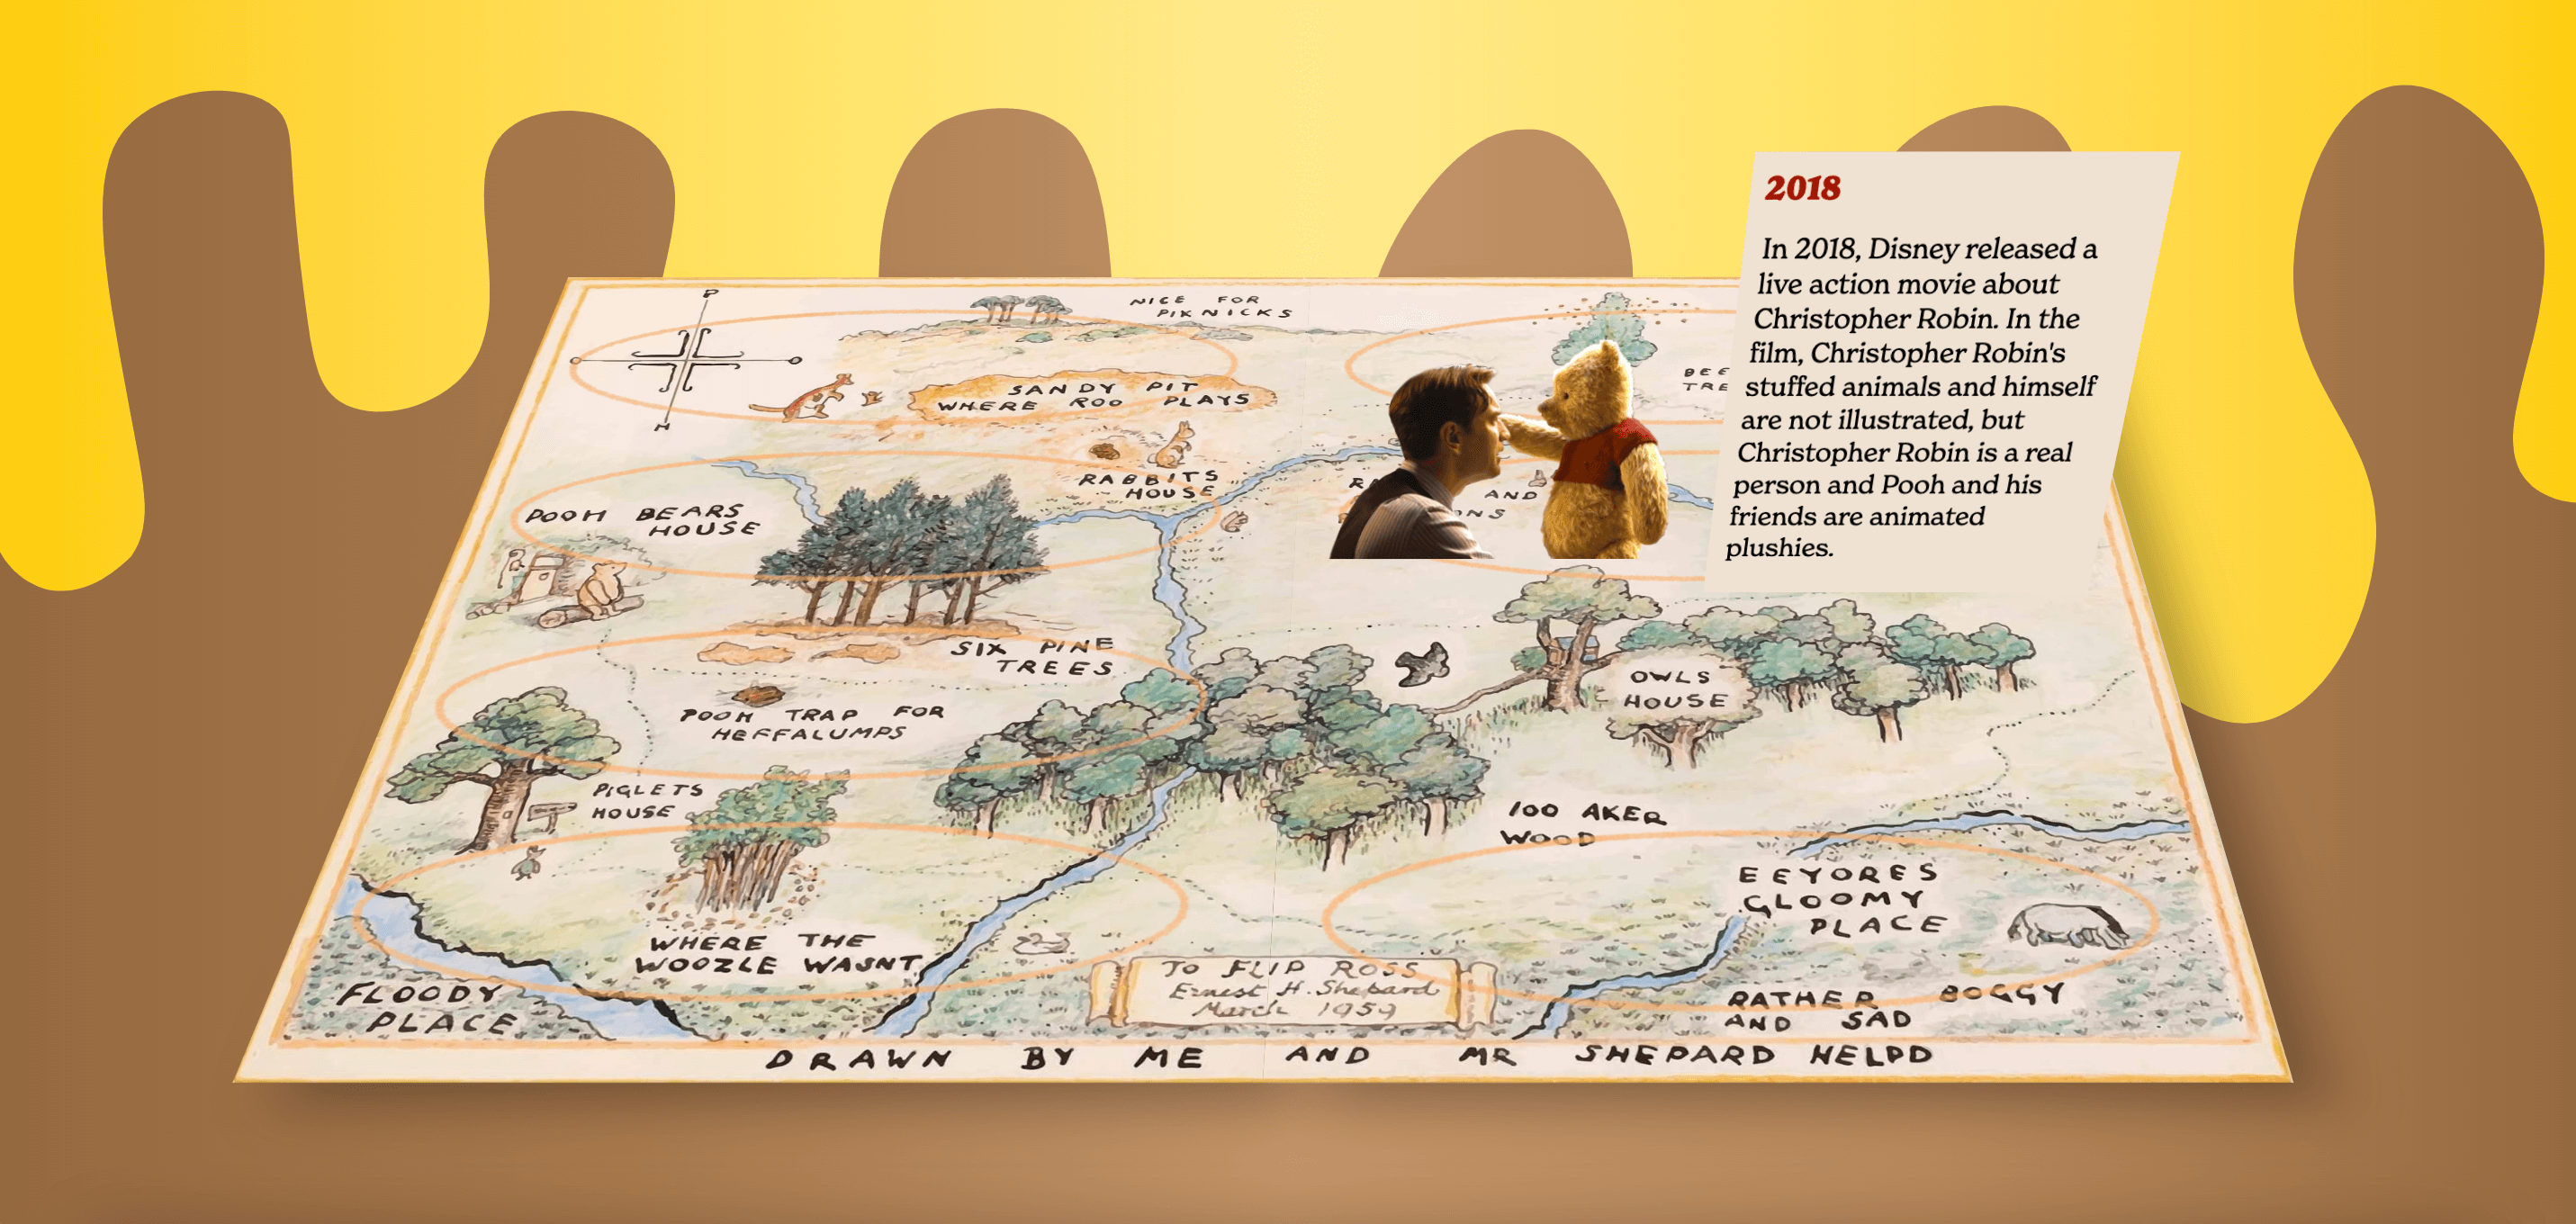 2018
In 2018, Disney released a
live action movie about
Christopher Robin. In the
film, Christopher Robin's
stuffed animals and himself
are not illustrated, but
Christopher Robin is a real
person and Pooh and his
friends are animated
plushies.
P
H
NICE FOR
PIKNICKS
SANDY PIT
WHERE ROO PLAYS
BEE
TRE
RABBITS
HOUSE
AND
POOH BEARS
HOUSE
SIX PINE
TREES
POOH TRAP FOR
HEFFALUMPS
OWLS
HOUSE
PIGLETS
HOUSE
100 AKER
WOOD
EEYORES
GLOOMY
PLACE
WHERE THE
WOOZLE WASNT
FLOODY
PLACE
TO FLIP ROSS
Ernest H. Shepard
March 1959
RATHER BOGGY
AND SAD
DRAWN BY ME AND MR SHEPARD HELPD